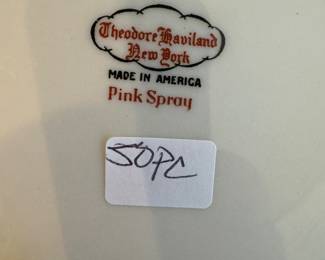 Theodore Haviland
New York
MADE IN AMERICA
Pink Spray
50PC